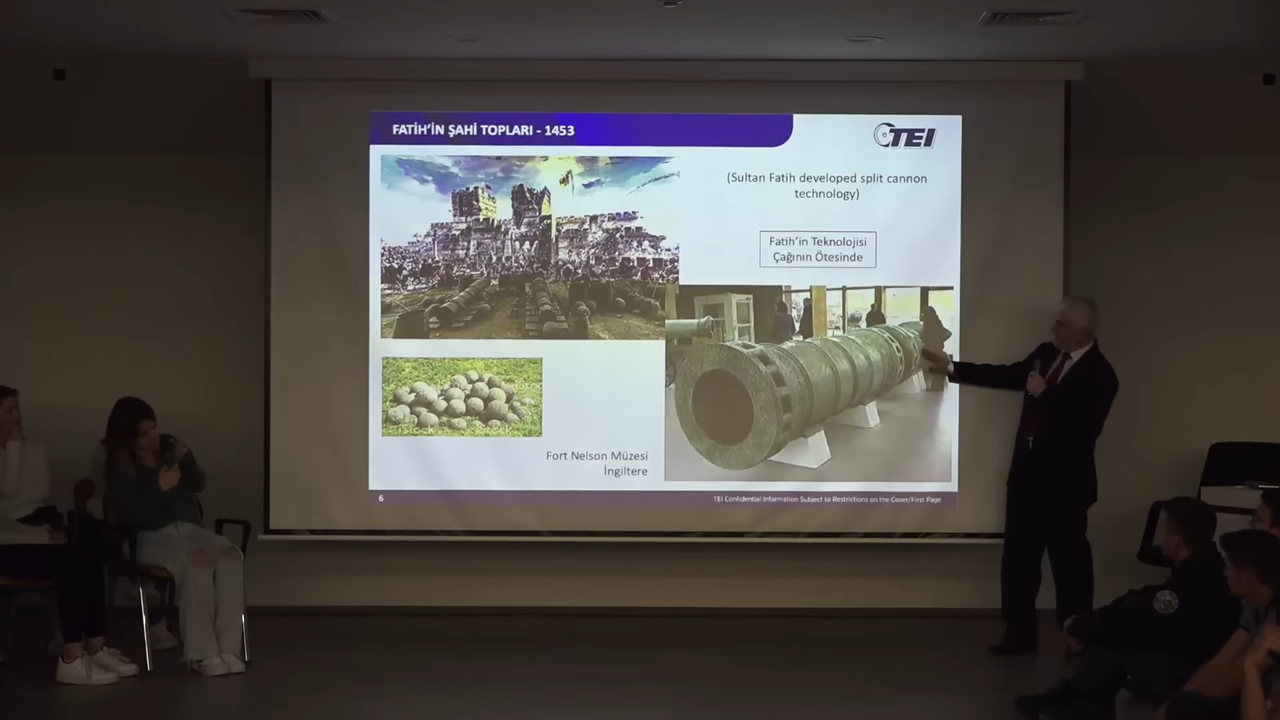 FATİH'İN ŞAHİ TOPLARI - 1453
TEI
(Sultan Fatih developed split cannon
technology)
Fatih'in Teknolojisi
Çağının Ötesinde
iStock
Fort Nelson Müzesi
İngiltere
6
TEI Confidential Information Subject to Restrictions on the Cover/First Page